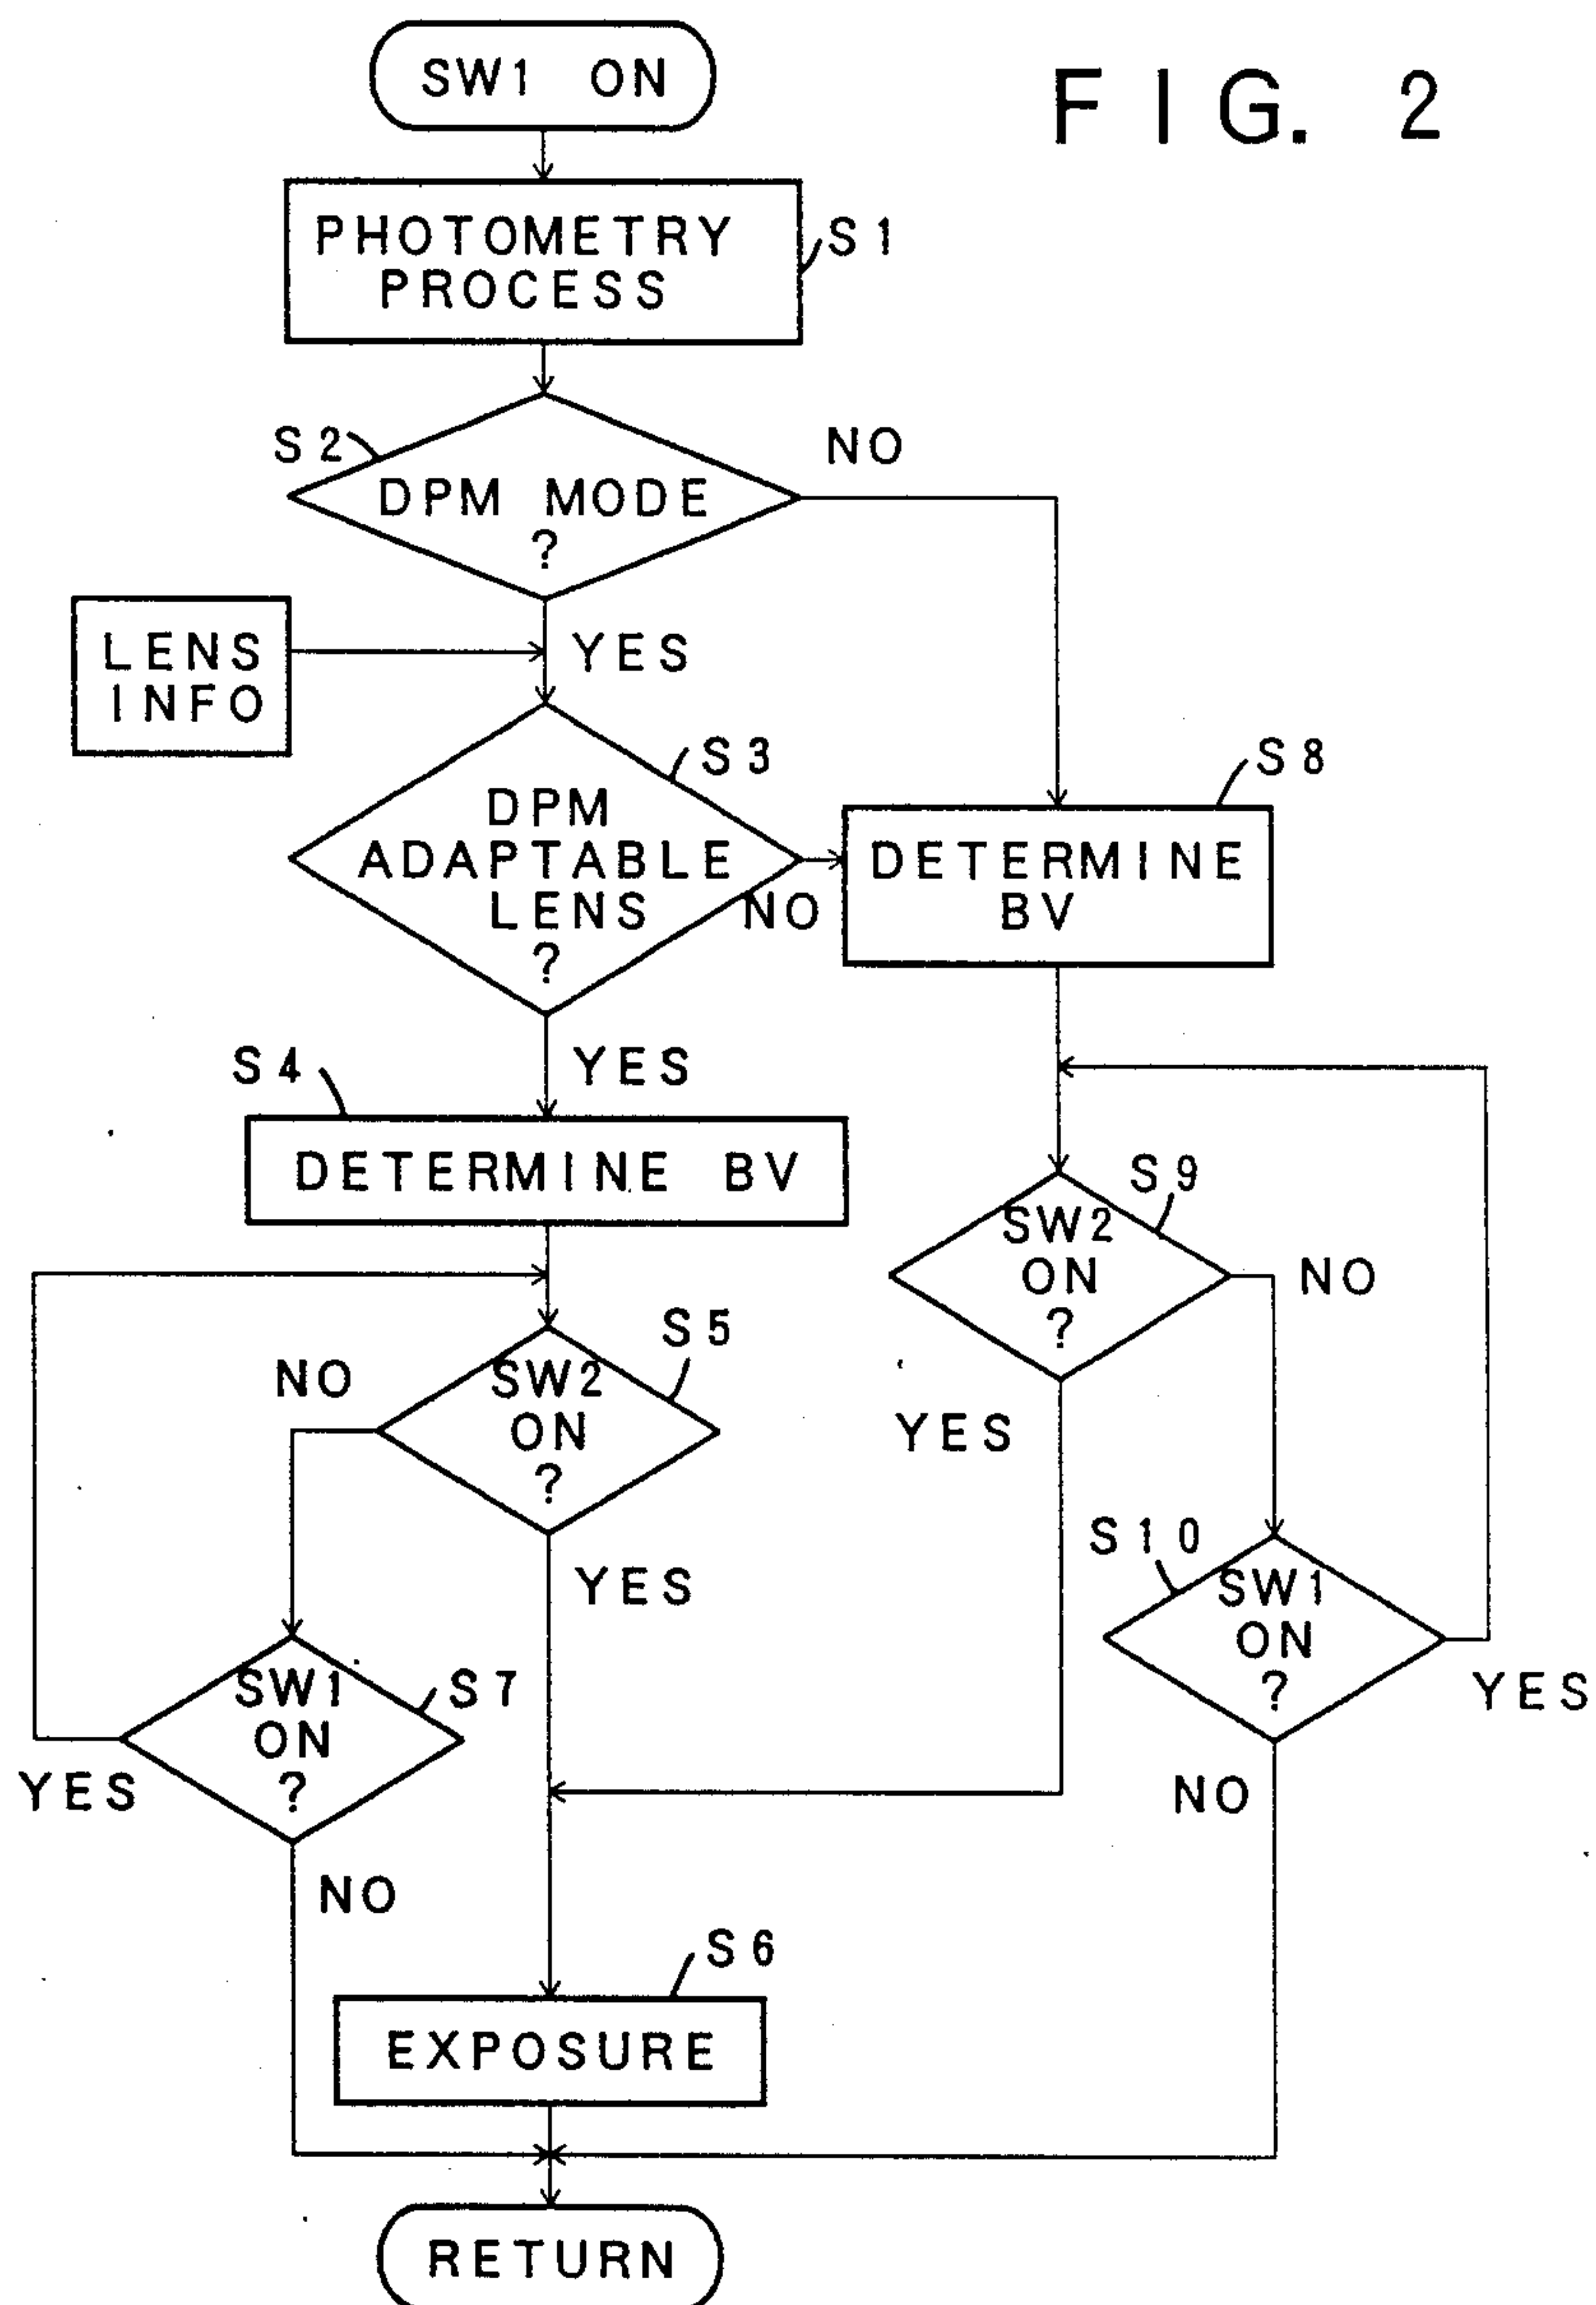 SW1 ON
FIG. 2
PHOTOMETRY
PROCESS
S1
S2
NO
DPM MODE
?
LENS
INFO
YES
S3
DPM
ADAPTABLE
LENS
?
NO
S8
DETERMINE
BV
S4
YES
DETERMINE BV
S9
SW2
ON
?
NO
YES
S5
NO
SW2
ON
?
YES
S10
SW1
ON
?
YES
NO
S7
SW1
ON
?
YES
NO
S6
EXPOSURE
RETURN